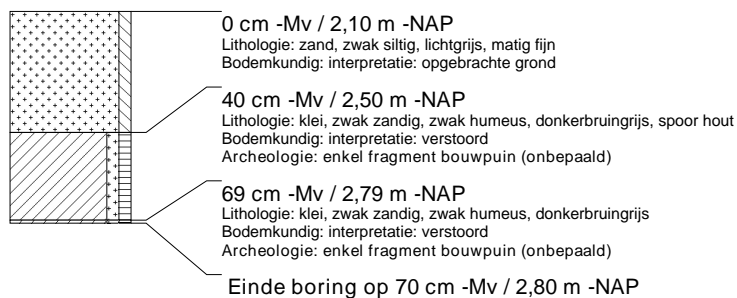 0 cm -Mv / 2,10 m -NAP
Lithologie: zand, zwak siltig, lichtgrijs, matig fijn
Bodemkundig: interpretatie: opgebrachte grond
40 cm -Mv / 2,50 m -NAP
Lithologie: klei, zwak zandig, zwak humeus, donkerbruingrijs, spoor hout
Bodemkundig: interpretatie: verstoord
Archeologie: enkel fragment bouwpuin (onbepaald)
69 cm -Mv / 2,79 m -NAP
Lithologie: klei, zwak zandig, zwak humeus, donkerbruingrijs
Bodemkundig: interpretatie: verstoord
Archeologie: enkel fragment bouwpuin (onbepaald)
Einde boring op 70 cm -Mv / 2,80 m -NAP